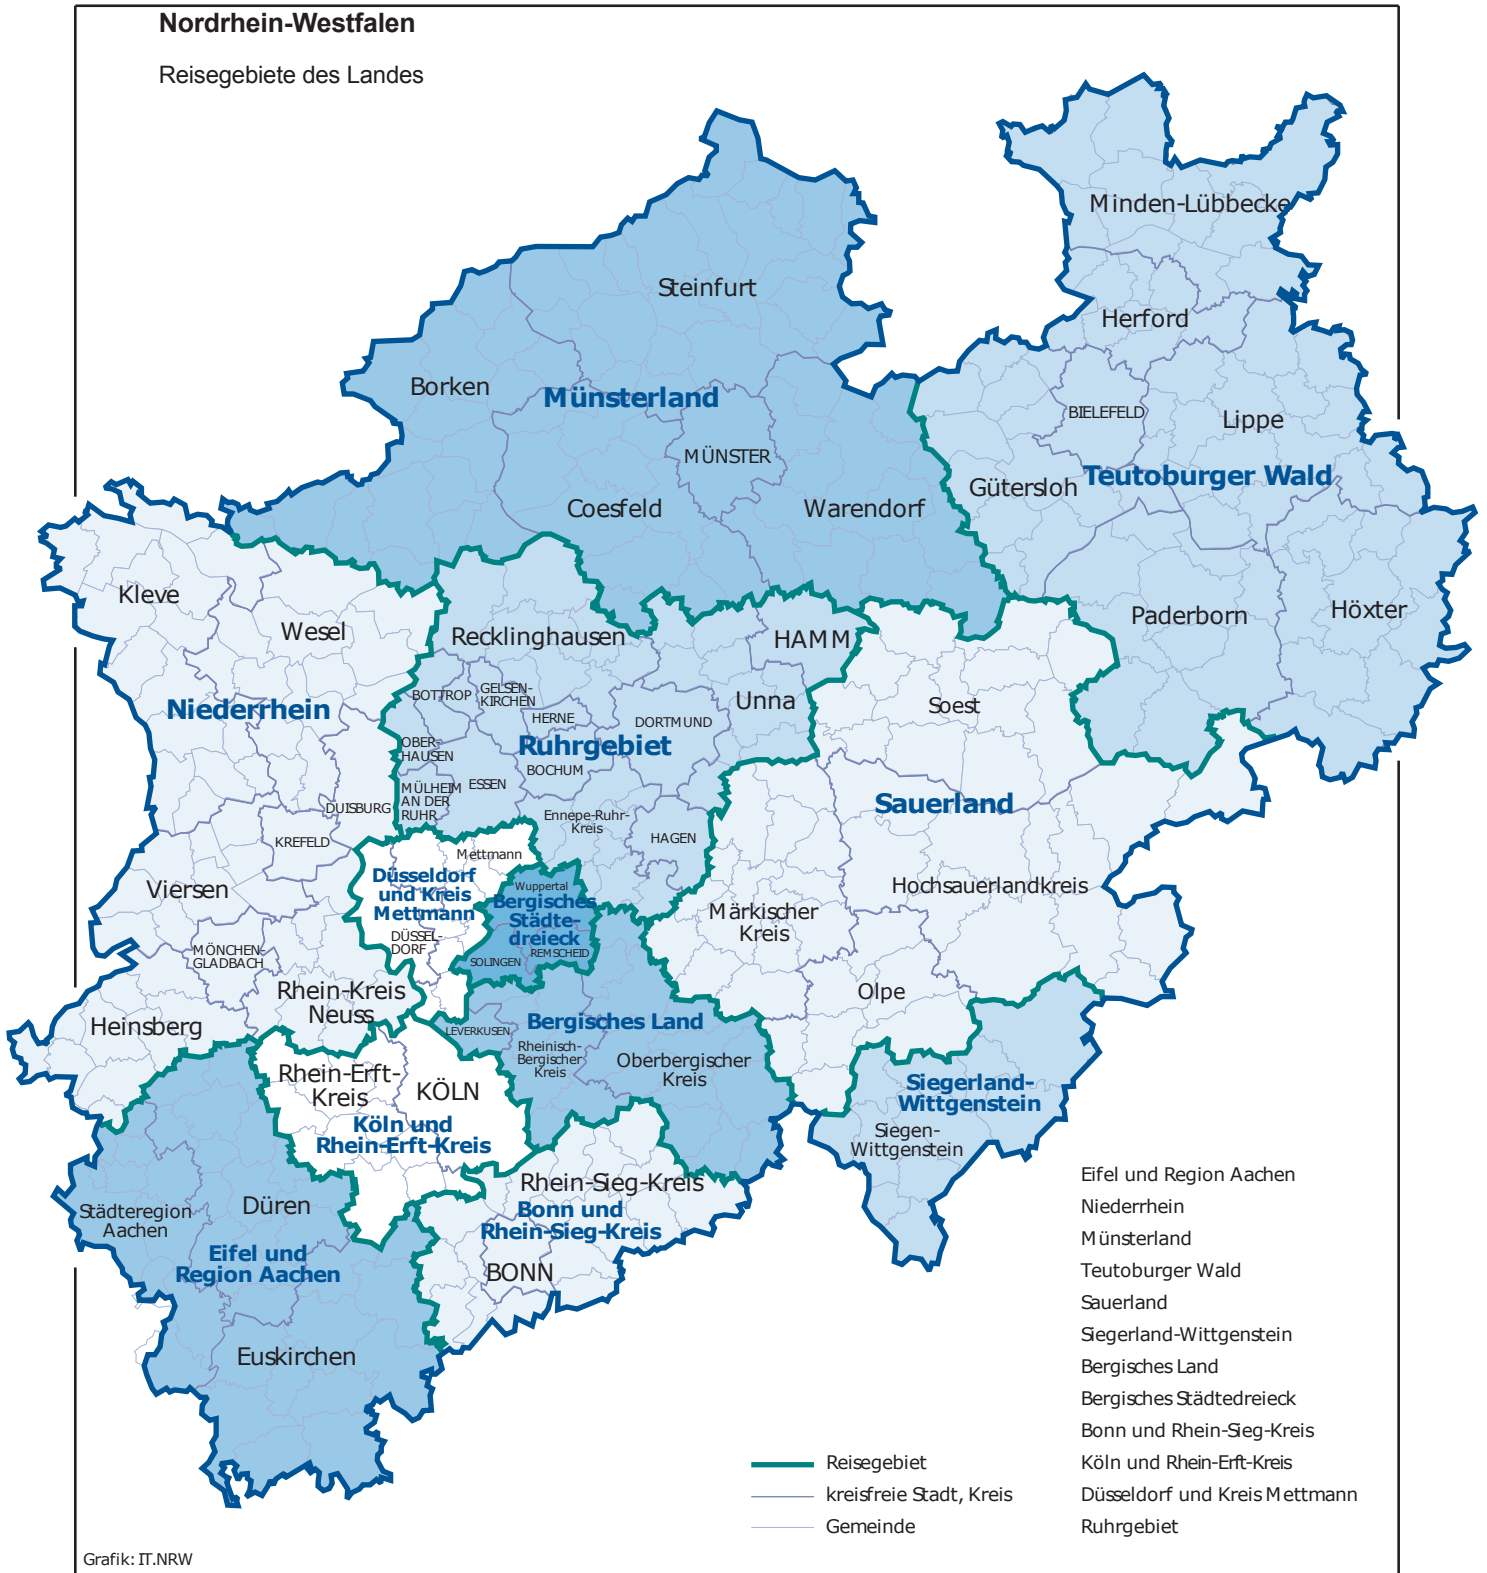 Nordrhein-Westfalen
Reisegebiete des Landes
Minden-Lübbecke
Steinfurt
Herford
Borken
Münsterland
BIELEFELD
Lippe
MÜNSTER
Teutoburger Wald
Gütersloh
Coesfeld
Warendorf
Kleve
Wesel
Recklinghausen
HAMM
Paderborn
Höxter
Niederrhein
BOTTROP
GELSEN-
KIRCHEN
Unna
Soest
HERNE
DORTMUND
OBER-
HAUSEN
Ruhrgebiet
BOCHUM
ESSEN
MÜLHEIM
AN DER
RUHR
DUISBURG
Sauerland
Ennepe-Ruhr-
Kreis
HAGEN
KREFELD
Mettmann
Viersen
Düsseldorf
und Kreis
Mettmann
Wuppertal
Bergisches
Städte-
dreieck
Hochsauerlandkreis
Märkischer
Kreis
DÜSSEL-
DORF
MÖNCHEN-
GLADBACH
SOLINGEN
REMSCHEID
Rhein-Kreis
Neuss
Olpe
Heinsberg
LEVERKUSEN
Bergisches Land
Rheinisch-
Bergischer
Kreis
Oberbergischer
Kreis
Rhein-Erft-
Kreis
KÖLN
Siegerland-
Wittgenstein
Köln und
Rhein-Erft-Kreis
Siegen-
Wittgenstein
Rhein-Sieg-Kreis
Städteregion
Aachen
Düren
Bonn und
Rhein-Sieg-Kreis
Eifel und
Region Aachen
BONN
Euskirchen
Eifel und Region Aachen
Niederrhein
Münsterland
Teutoburger Wald
Sauerland
Siegerland-Wittgenstein
Bergisches Land
Bergisches Städtedreieck
Bonn und Rhein-Sieg-Kreis
Köln und Rhein-Erft-Kreis
Düsseldorf und Kreis Mettmann
Ruhrgebiet
Reisegebiet
kreisfreie Stadt, Kreis
Gemeinde
Grafik: IT.NRW